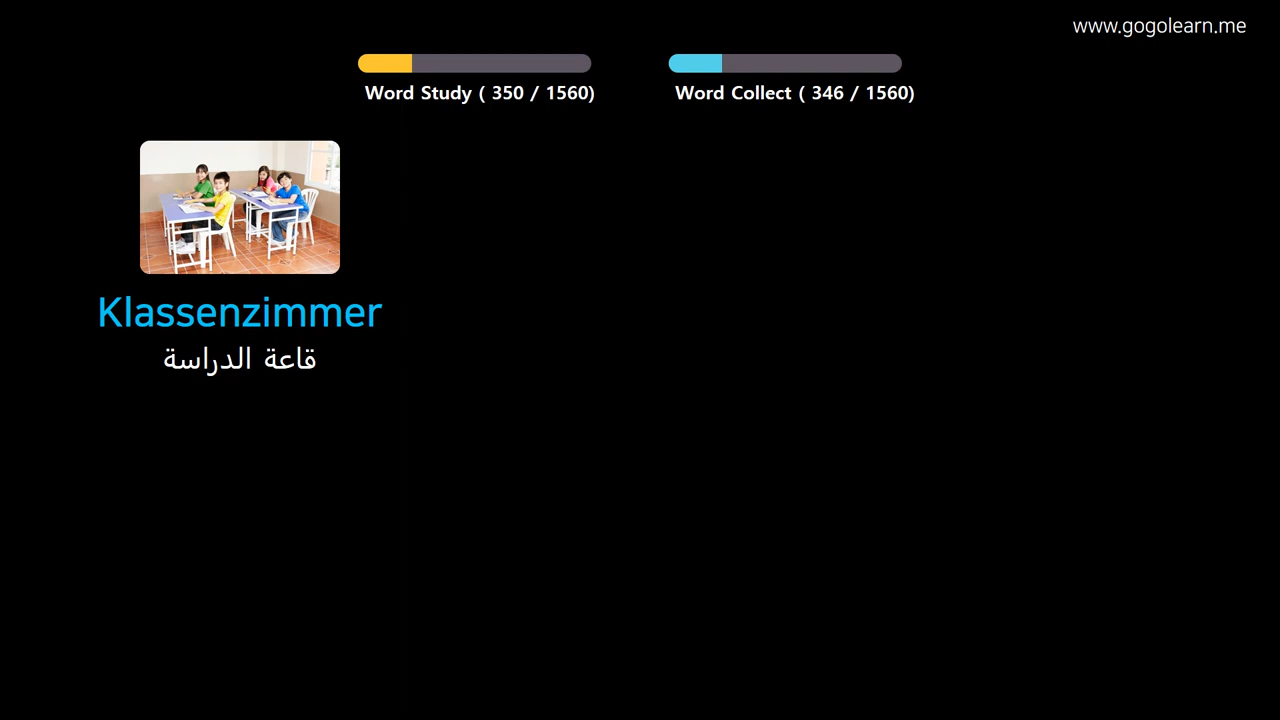 www.gogolearn.me
Word Study ( 350 / 1560)
Word Collect ( 346 / 1560)
Klassenzimmer
قاعة الدراسة